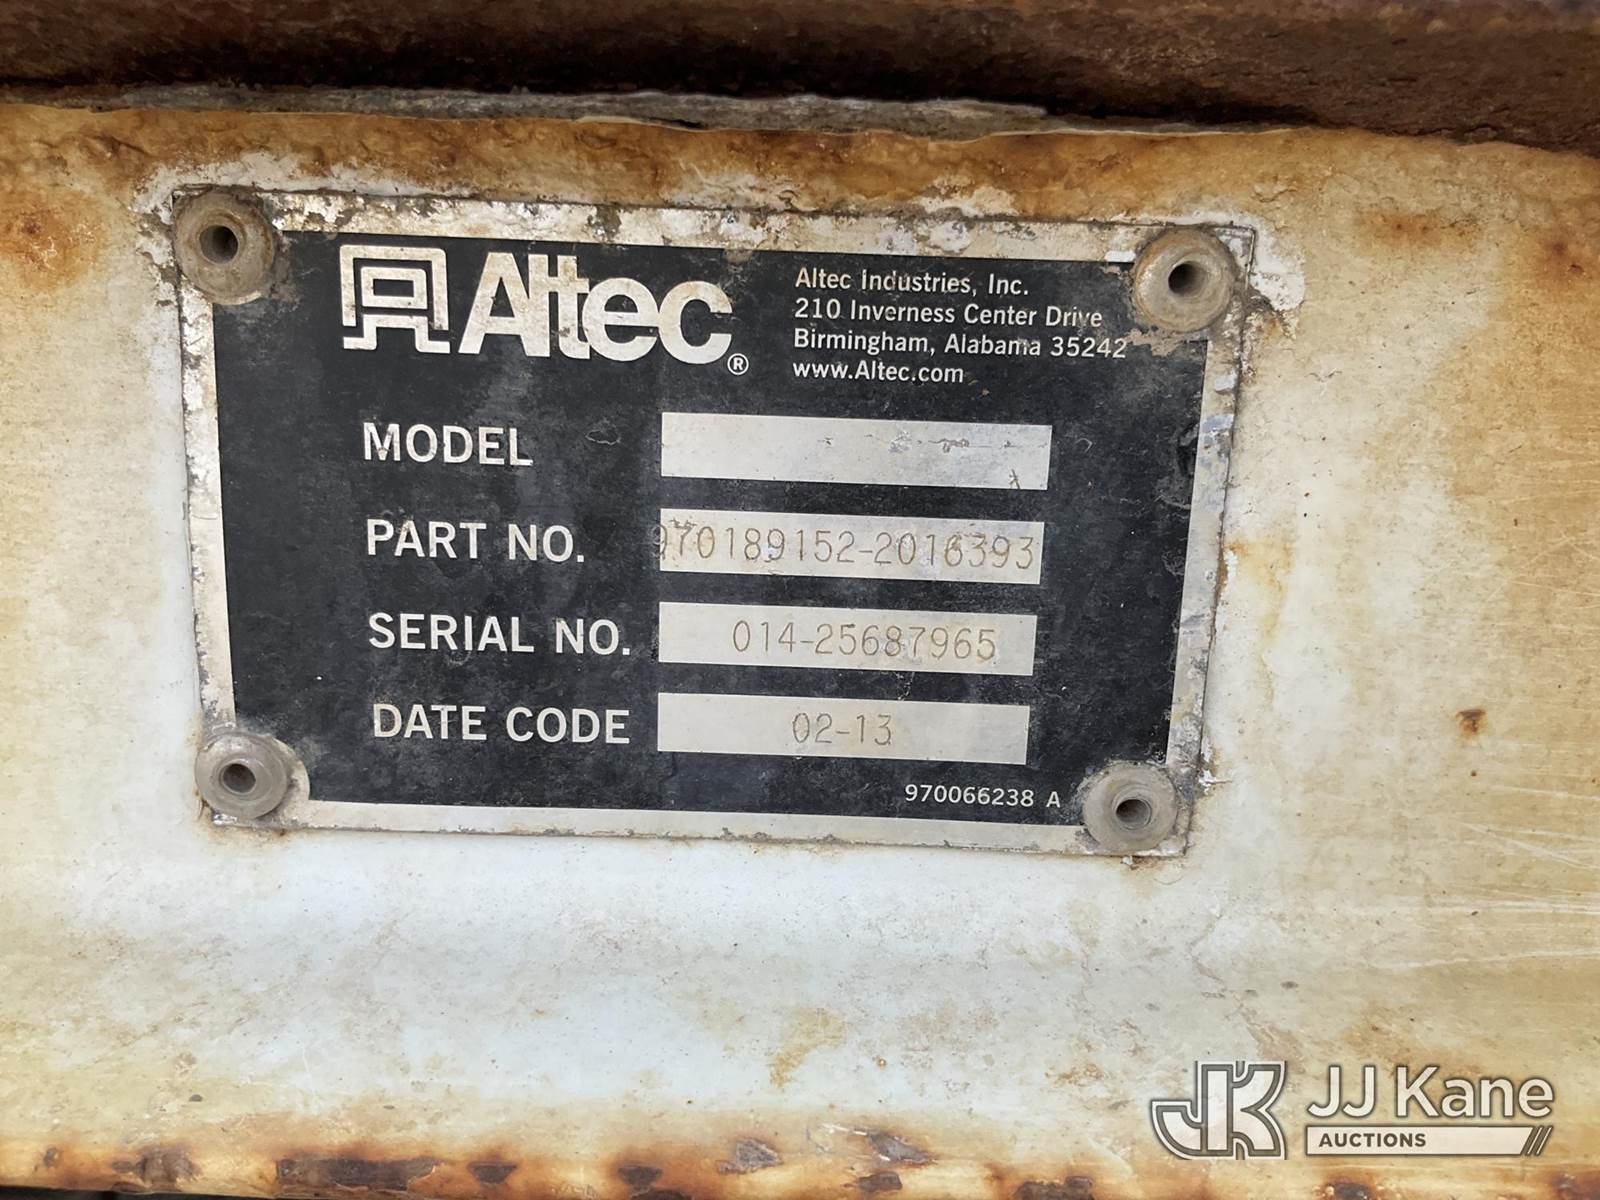 Altec®
Altec Industries, Inc.
210 Inverness Center Drive
Birmingham, Alabama 35242
www.Altec.com
MODEL
PART NO. 970189152-2016393
SERIAL NO. 014-25687965
DATE CODE 02-13
970066238 A
JK JJ Kane
AUCTIONS